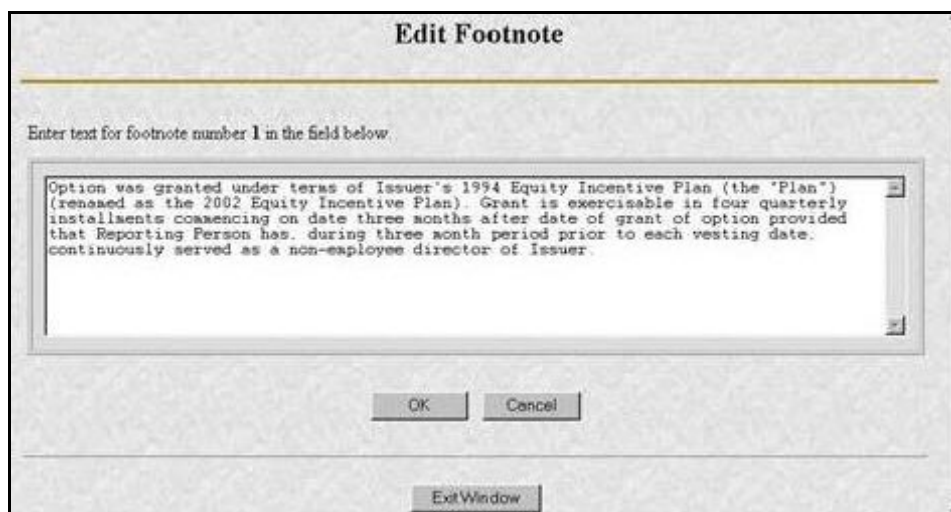 Edit Footnote
Enter text for footnote number 1 in the field below.
Option was granted under terms of Issuer's 1994 Equity Incentive Plan (the "Plan")
(renamed as the 2002 Equity Incentive Plan). Grant is exercisable in four quarterly
installments commencing on date three months after date of grant of option provided
that Reporting Person has, during three month period prior to each vesting date,
continuously served as a non-employee director of Issuer.
OK Cancel
Exit Window